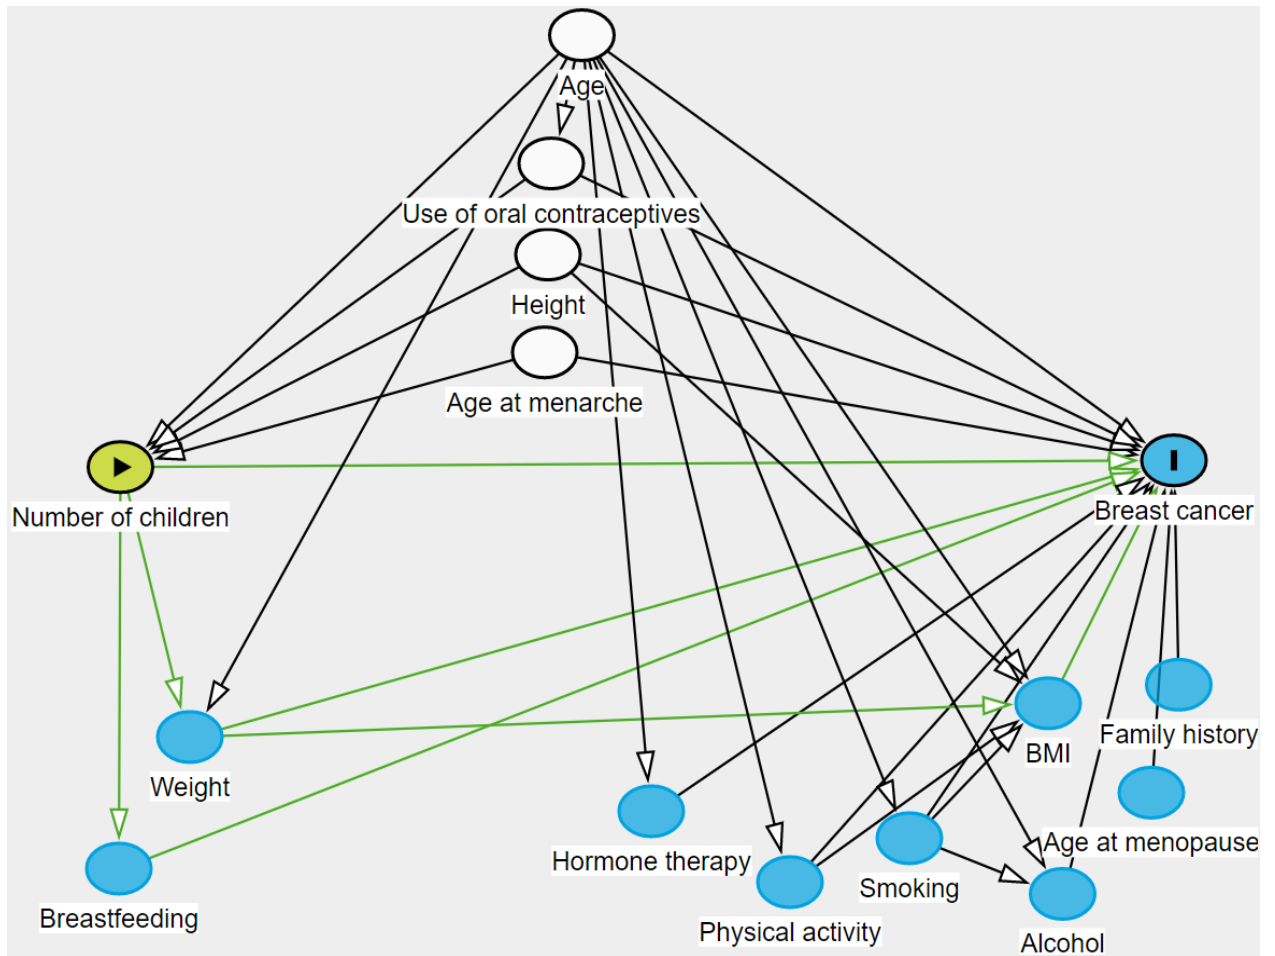 Age
Use of oral contraceptives
Height
Age at menarche
Number of children
Breast cancer
Weight
BMI
Family history
Hormone therapy
Age at menopause
Smoking
Breastfeeding
Physical activity
Alcohol